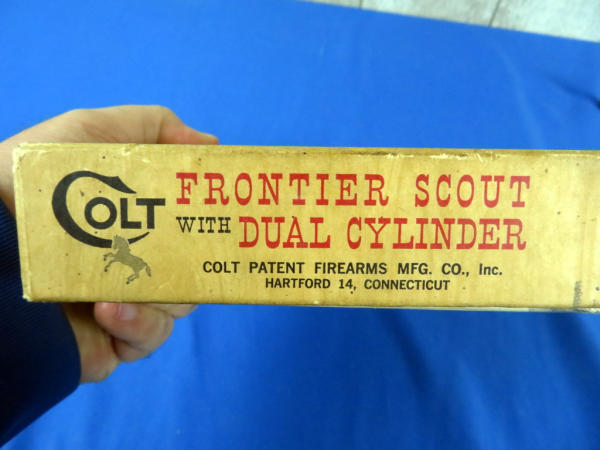 COLT
FRONTIER SCOUT
WITH DUAL CYLINDER
COLT PATENT FIREARMS MFG. CO., Inc.
HARTFORD 14, CONNECTICUT